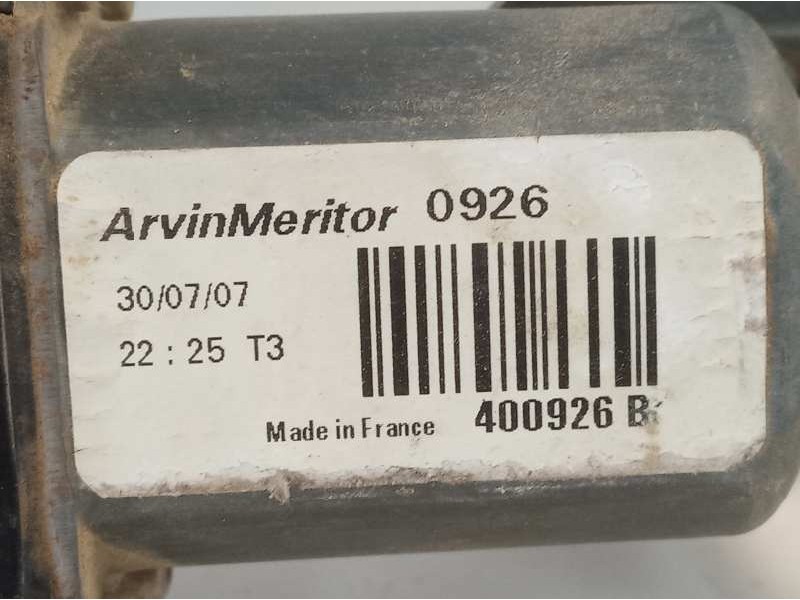 ArvinMeritor 0926
30/07/07
22 : 25 T3
Made in France 400926 B